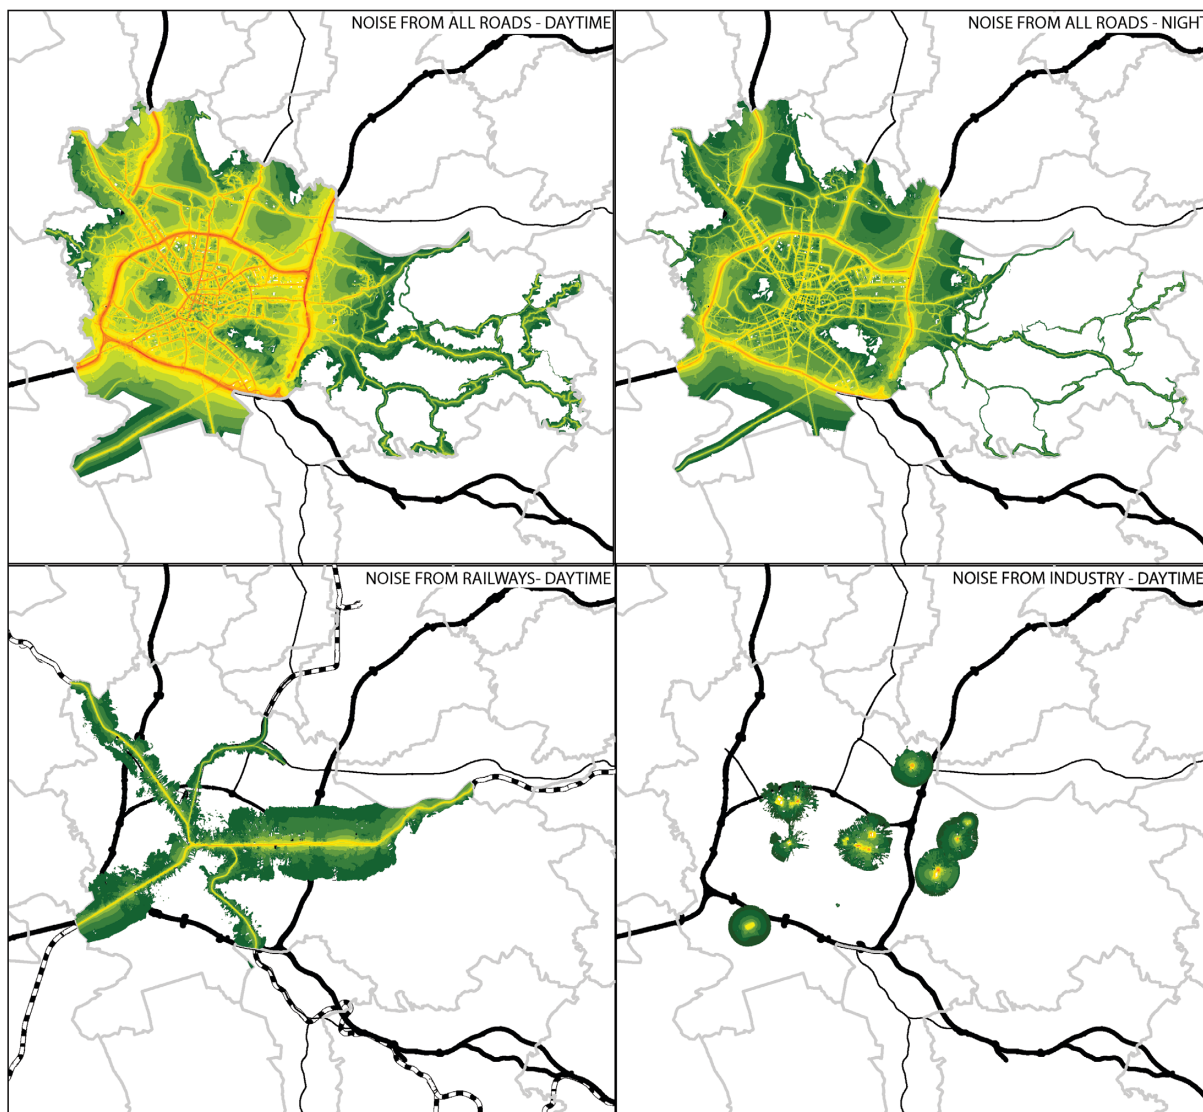 NOISE FROM ALL ROADS - DAYTIME
NOISE FROM ALL ROADS - NIGHT
NOISE FROM RAILWAYS- DAYTIME
NOISE FROM INDUSTRY - DAYTIME